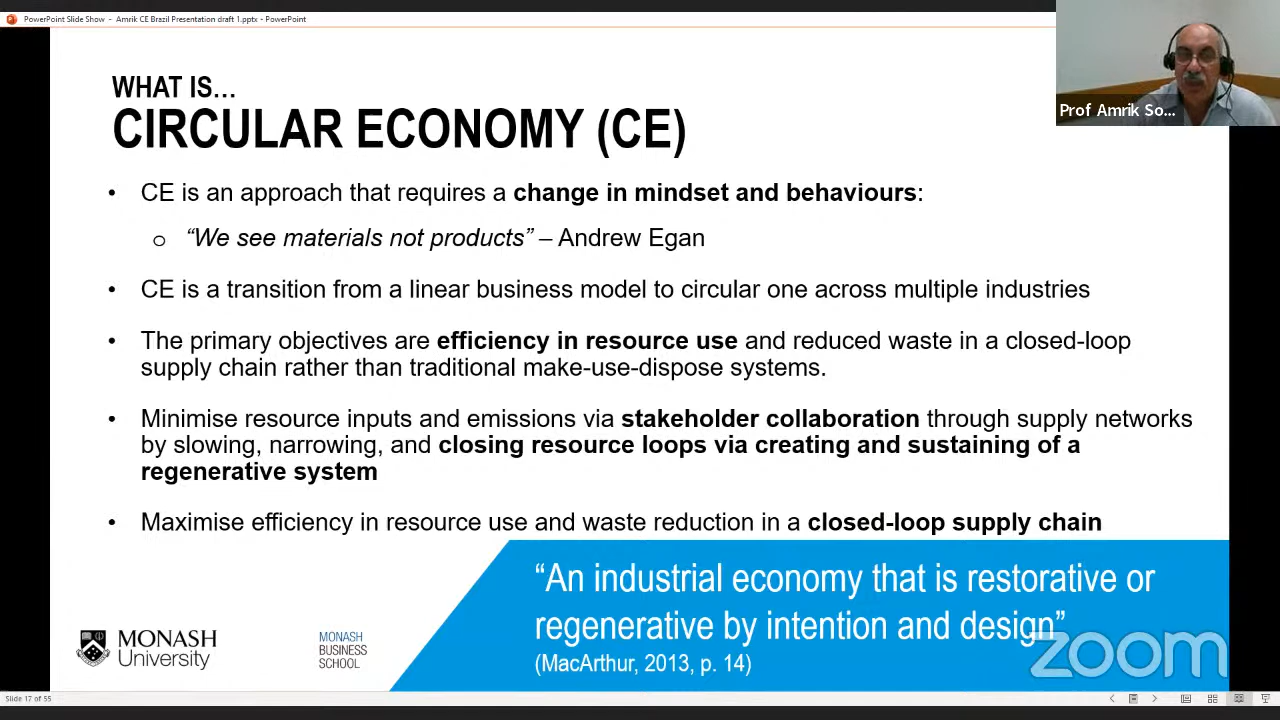 PowerPoint Slide Show - Amrik CE Brazil Presentation draft 1.pptx - PowerPoint
Prof Amrik So...
WHAT IS...
CIRCULAR ECONOMY (CE)
• CE is an approach that requires a change in mindset and behaviours:
o “We see materials not products” – Andrew Egan
• CE is a transition from a linear business model to circular one across multiple industries
• The primary objectives are efficiency in resource use and reduced waste in a closed-loop
supply chain rather than traditional make-use-dispose systems.
• Minimise resource inputs and emissions via stakeholder collaboration through supply networks
by slowing, narrowing, and closing resource loops via creating and sustaining of a
regenerative system
• Maximise efficiency in resource use and waste reduction in a closed-loop supply chain
“An industrial economy that is restorative or
regenerative by intention and design”
(MacArthur, 2013, p. 14)
MONASH
University
MONASH
BUSINESS
SCHOOL
zoom
Slide 17 of 55